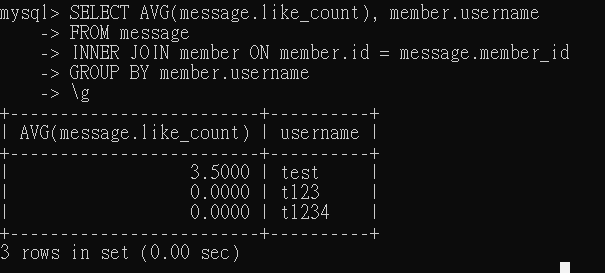 mysql> SELECT AVG(message.like_count), member.username
    -> FROM message
    -> INNER JOIN member ON member.id = message.member_id
    -> GROUP BY member.username
    -> \g
+-------------------------+----------+
| AVG(message.like_count) | username |
+-------------------------+----------+
|                  3.5000 | test     |
|                  0.0000 | t123     |
|                  0.0000 | t1234    |
+-------------------------+----------+
3 rows in set (0.00 sec)